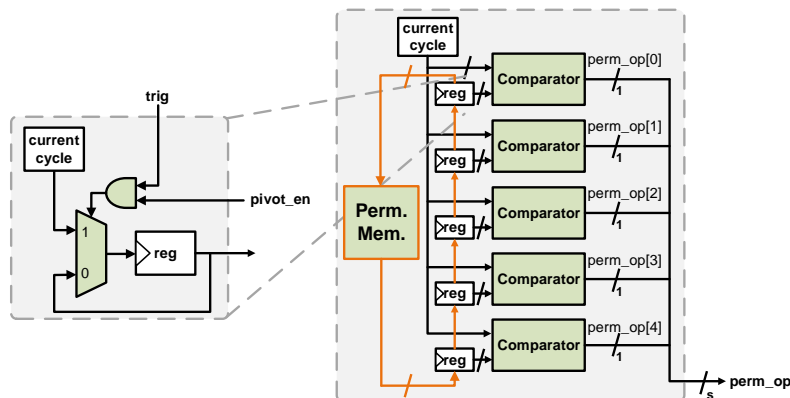 trig
current
cycle
pivot_en
1
0
reg
current
cycle
Comparator
perm_op[0]
1
reg
Comparator
perm_op[1]
1
reg
Comparator
perm_op[2]
1
reg
Perm.
Mem.
Comparator
perm_op[3]
1
reg
Comparator
perm_op[4]
1
reg
perm_op
s